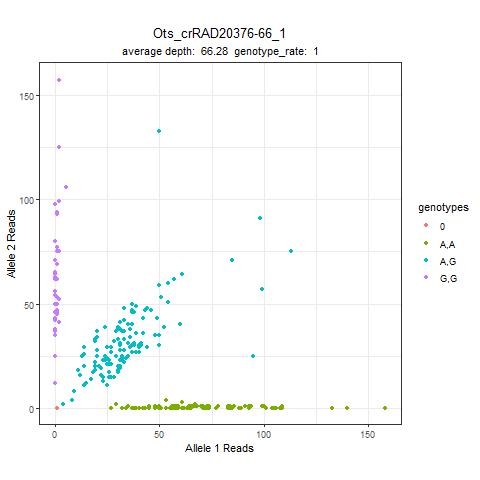 Ots_crRAD20376-66_1
average depth: 66.28 genotype_rate: 1
150
100
50
0
Allele 2 Reads
0 50 100 150
Allele 1 Reads
genotypes
0
A,A
A,G
G,G